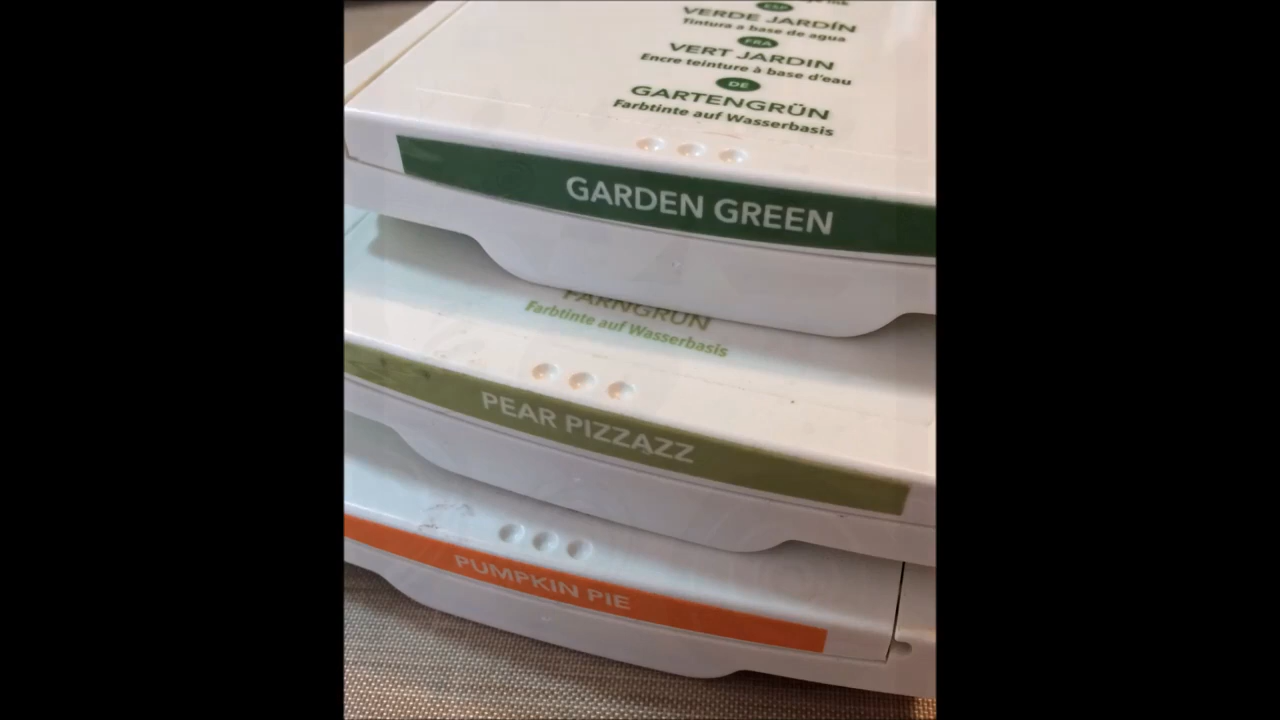 ESP
VERDE JARDÍN
Tintura a base de agua
FRA
VERT JARDIN
Encre teinture à base d'eau
DE
GARTENGRÜN
Farbtinte auf Wasserbasis
GARDEN GREEN
FARNGRÜN
Farbtinte auf Wasserbasis
PEAR PIZZAZZ
PUMPKIN PIE